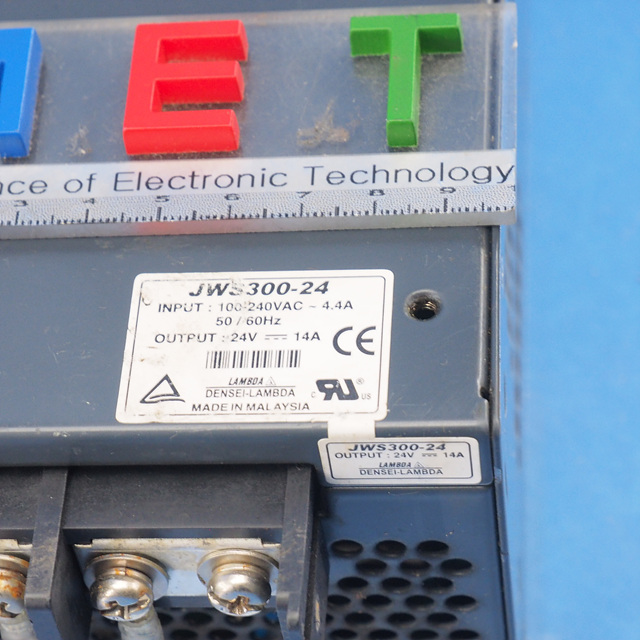 E T
nce of Electronic Technology
3 4 5 6 7 8 9
JWS300-24
INPUT : 100-240VAC ~ 4.4A
50 / 60Hz
OUTPUT : 24V ⎓ 14A
CE
LAMBDA
DENSEI-LAMBDA
MADE IN MALAYSIA
c RU ® US
JWS300-24
OUTPUT : 24V ⎓ 14A
LAMBDA
DENSEI-LAMBDA